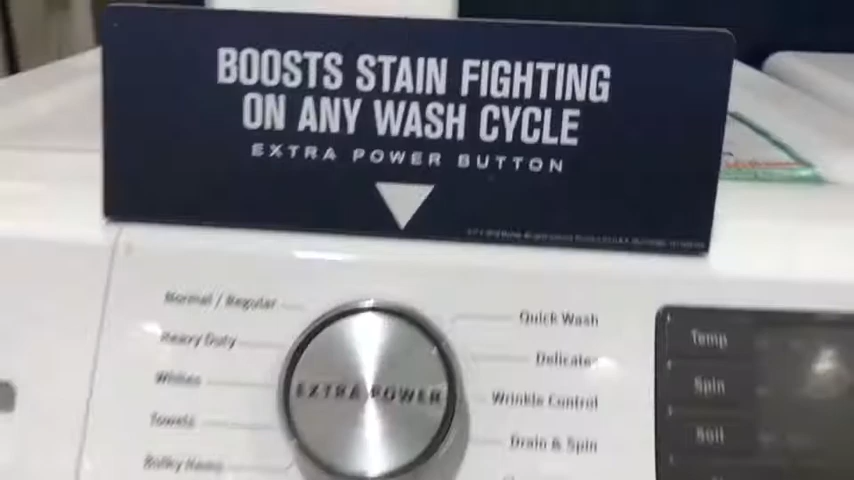 BOOSTS STAIN FIGHTING
ON ANY WASH CYCLE
EXTRA POWER BUTTON
Normal / Regular
Heavy Duty
Whites
Towels
Bulky Items
EXTRA POWER
Quick Wash
Delicates
Wrinkle Control
Drain & Spin
Temp
Spin
Soil